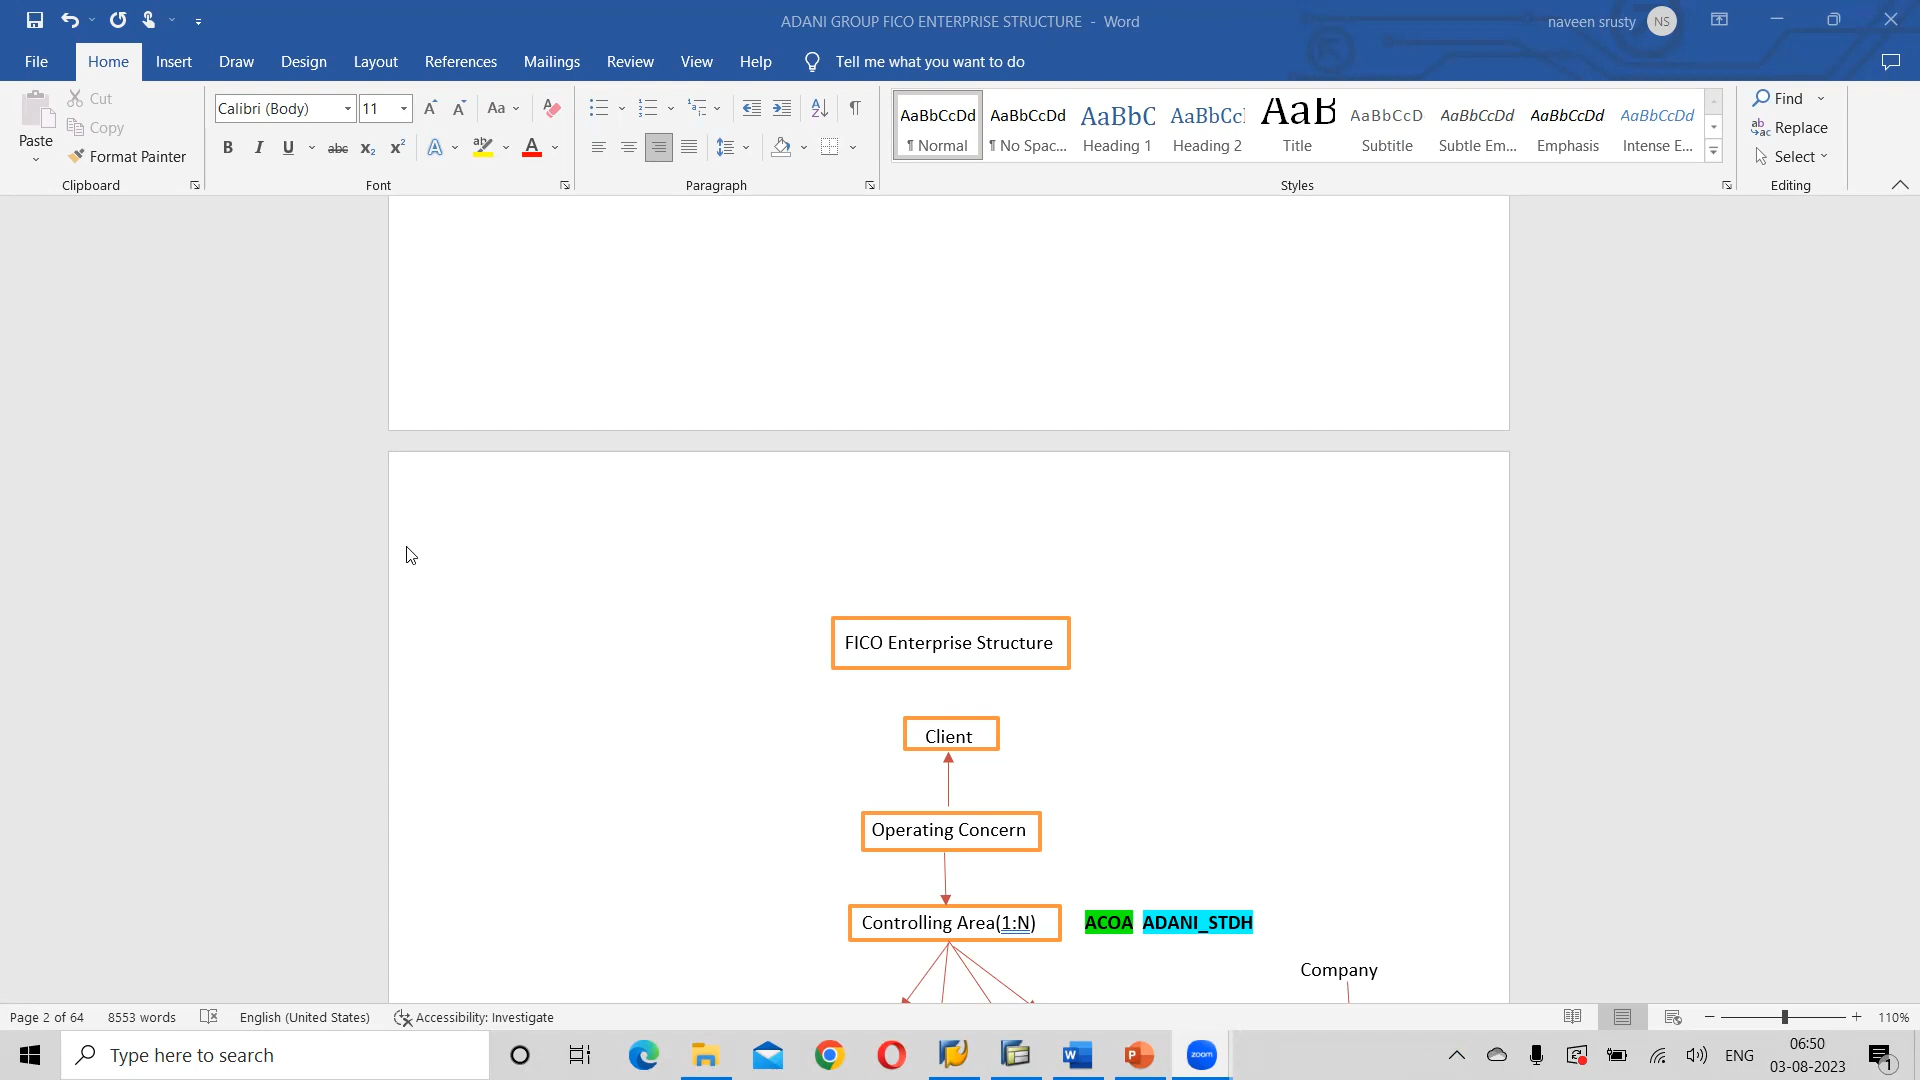 ADANI GROUP FICO ENTERPRISE STRUCTURE - Word
naveen srusty NS
File Home Insert Draw Design Layout References Mailings Review View Help Tell me what you want to do
Paste
Cut
Copy
Format Painter
Clipboard
Calibri (Body) 11
Font
Paragraph
AaBbCcDd AaBbCcDd AaBbC AaBbCc AaB AaBbCcD AaBbCcDd AaBbCcDd AaBbCcDd
¶ Normal ¶ No Spac... Heading 1 Heading 2 Title Subtitle Subtle Em... Emphasis Intense E...
Styles
Find
Replace
Select
Editing
FICO Enterprise Structure
Client
Operating Concern
Controlling Area(1:N) ACOA ADANI_STDH
Company
Page 2 of 64 8553 words English (United States) Accessibility: Investigate 110%
Type here to search
zoom
ENG
06:50
03-08-2023
1